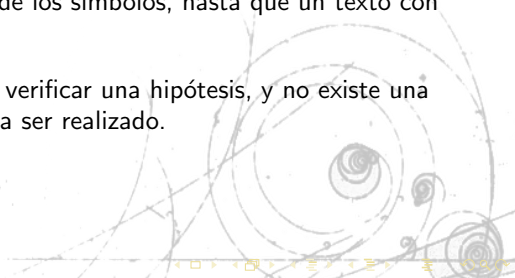 de los símbolos, hasta que un texto con
verificar una hipótesis, y no existe una
a ser realizado.